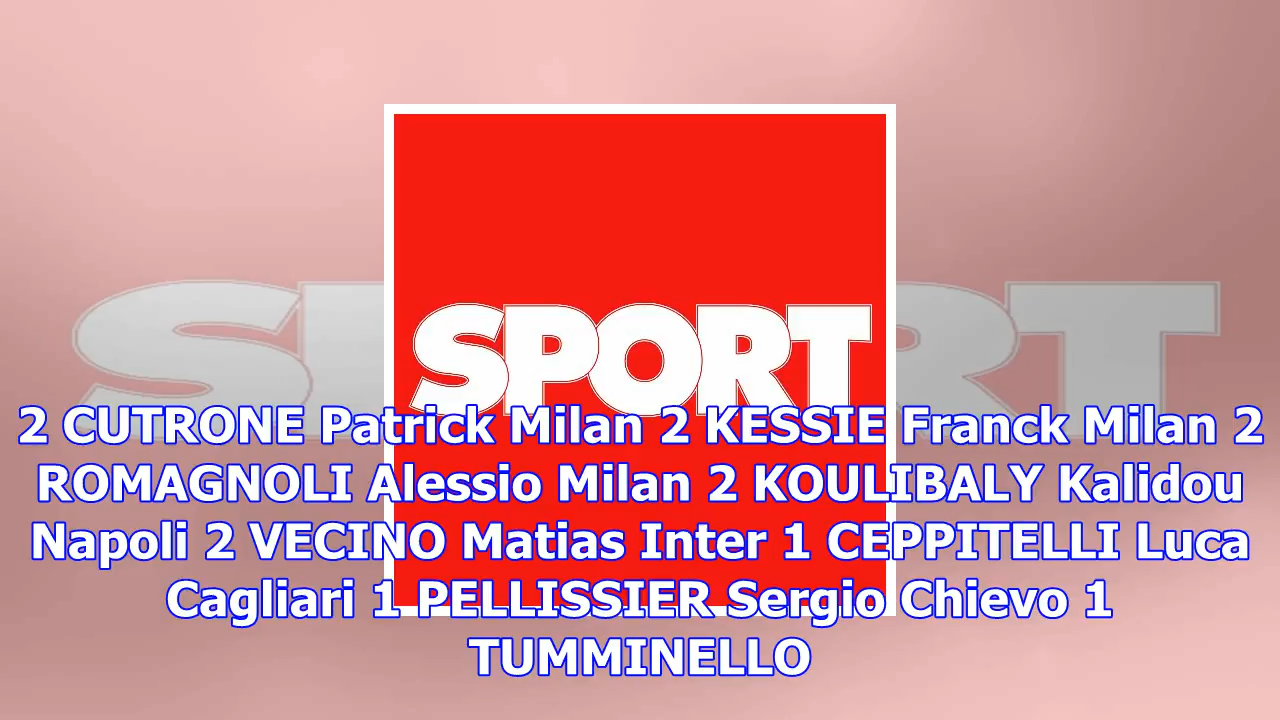 SPORT
2 CUTRONE Patrick Milan 2 KESSIE Franck Milan 2
ROMAGNOLI Alessio Milan 2 KOULIBALY Kalidou
Napoli 2 VECINO Matias Inter 1 CEPPITELLI Luca
Cagliari 1 PELLISSIER Sergio Chievo 1
TUMMINELLO